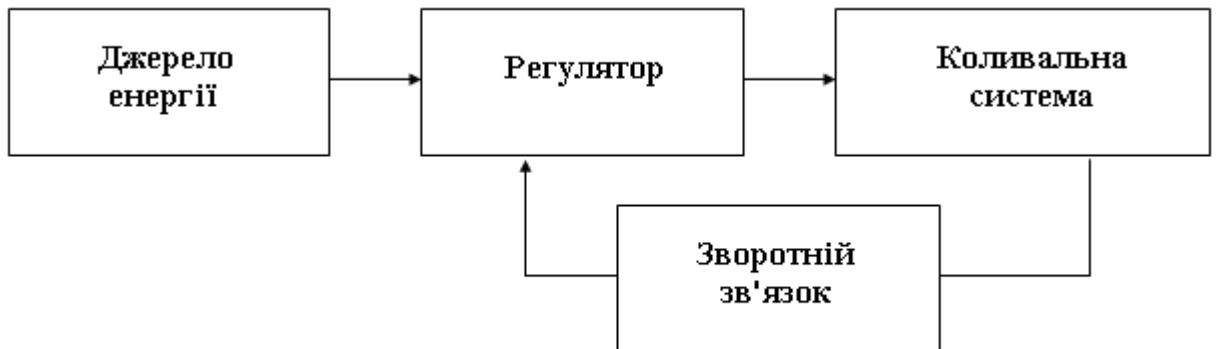 Джерело
енергії
Регулятор
Коливальна
система
Зворотній
зв'язок